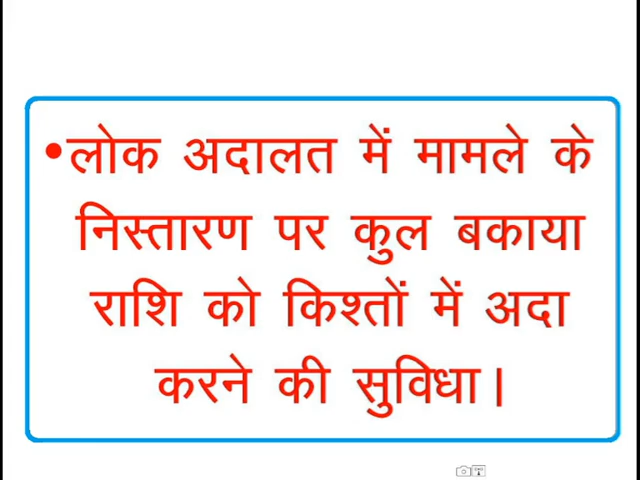 •लोक अदालत में मामले के
निस्तारण पर कुल बकाया
राशि को किश्तों में अदा
करने की सुविधा।